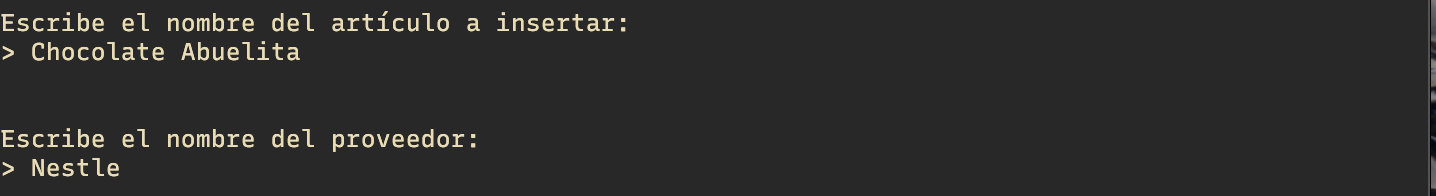 Escribe el nombre del artículo a insertar:
> Chocolate Abuelita
Escribe el nombre del proveedor:
> Nestle